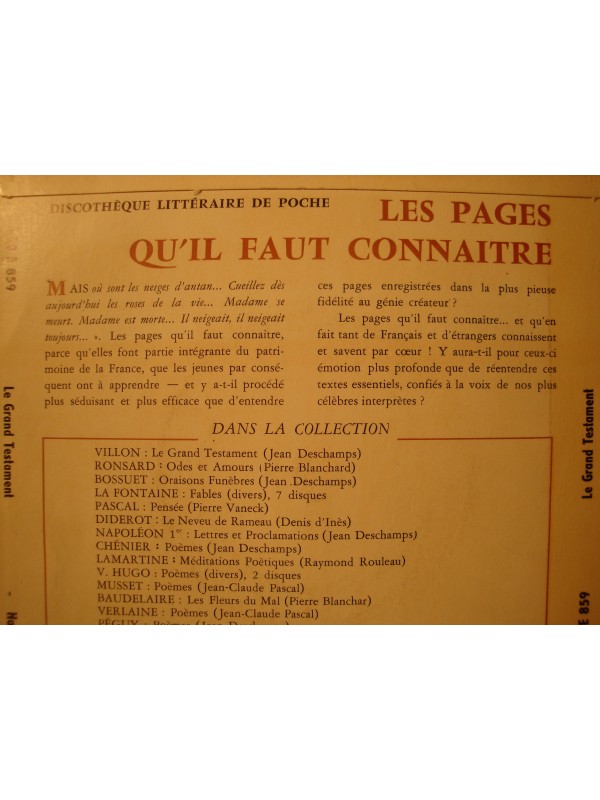 DISCOTHÈQUE LITTÉRAIRE DE POCHE
LES PAGES
QU'IL FAUT CONNAITRE
MAIS où sont les neiges d'antan... Cueillez dès
aujourd'hui les roses de la vie... Madame se
meurt. Madame est morte... Il neigeait, il neigeait
toujours... ». Les pages qu'il faut connaître,
parce qu'elles font partie intégrante du patri-
moine de la France, que les jeunes par consé-
quent ont à apprendre — et y a-t-il procédé
plus séduisant et plus efficace que d'entendre
ces pages enregistrées dans la plus pieuse
fidélité au génie créateur ?
Les pages qu'il faut connaître... et qu'en
fait tant de Français et d'étrangers connaissent
et savent par cœur ! Y aura-t-il pour ceux-ci
émotion plus profonde que de réentendre ces
textes essentiels, confiés à la voix de nos plus
célèbres interprètes ?
DANS LA COLLECTION
VILLON : Le Grand Testament (Jean Deschamps)
RONSARD : Odes et Amours (Pierre Blanchard)
BOSSUET : Oraisons Funèbres (Jean Deschamps)
LA FONTAINE : Fables (divers), 7 disques
PASCAL : Pensée (Pierre Vaneck)
DIDEROT : Le Neveu de Rameau (Denis d'Inès)
NAPOLÉON 1er : Lettres et Proclamations (Jean Deschamps)
CHÉNIER : Poèmes (Jean Deschamps)
LAMARTINE : Méditations Poëtiques (Raymond Rouleau)
V. HUGO : Poèmes (divers), 2 disques
MUSSET : Poèmes (Jean-Claude Pascal)
BAUDELAIRE : Les Fleurs du Mal (Pierre Blanchar)
VERLAINE : Poèmes (Jean-Claude Pascal)
PÉGUY : Poèmes
859
Le Grand Testament
Le Grand Testament
E 859